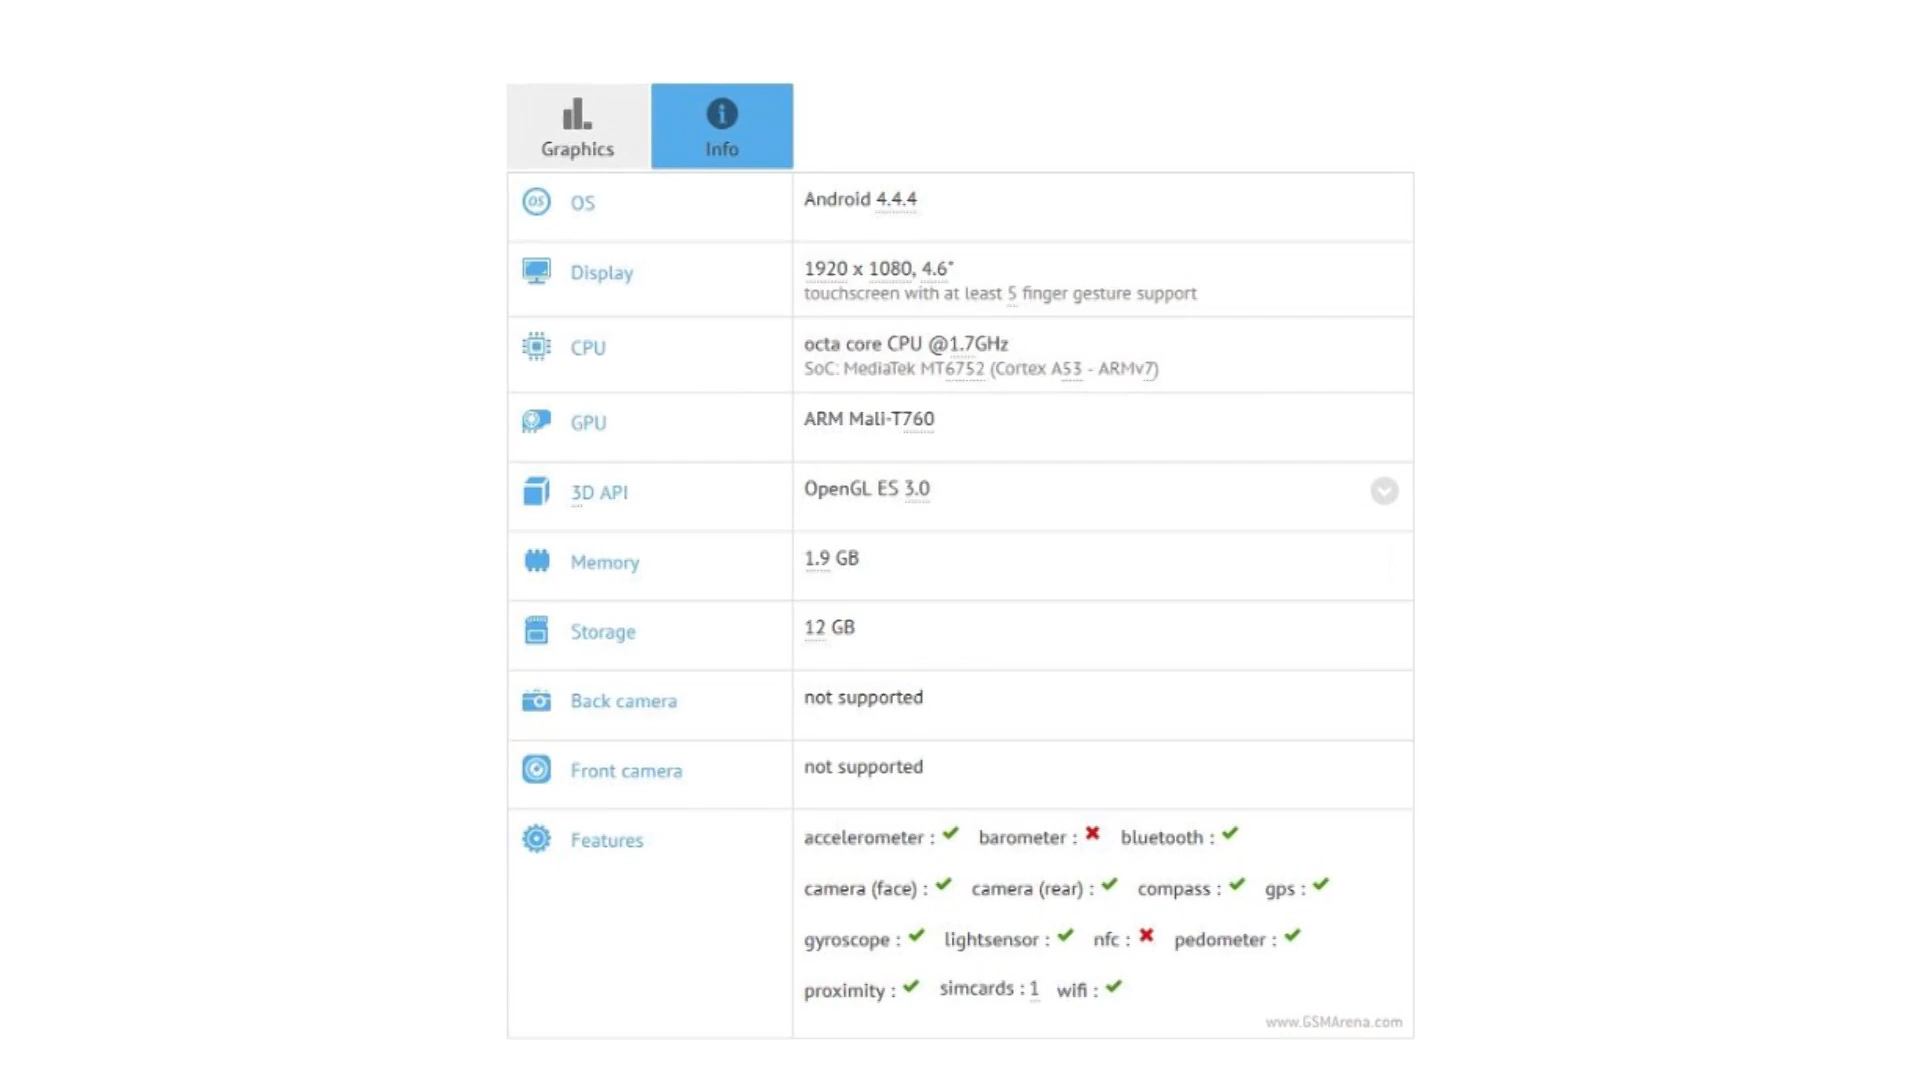 Graphics
Info
OS
Android 4.4.4
Display
1920 x 1080, 4.6"
touchscreen with at least 5 finger gesture support
CPU
octa core CPU @1.7GHz
SoC: MediaTek MT6752 (Cortex A53 - ARMv7)
GPU
ARM Mali-T760
3D API
OpenGL ES 3.0
Memory
1.9 GB
Storage
12 GB
Back camera
not supported
Front camera
not supported
Features
accelerometer : ✔ barometer : ✖ bluetooth : ✔
camera (face) : ✔ camera (rear) : ✔ compass : ✔ gps : ✔
gyroscope : ✔ lightsensor : ✔ nfc : ✖ pedometer : ✔
proximity : ✔ simcards : 1 wifi : ✔
www.GSMArena.com